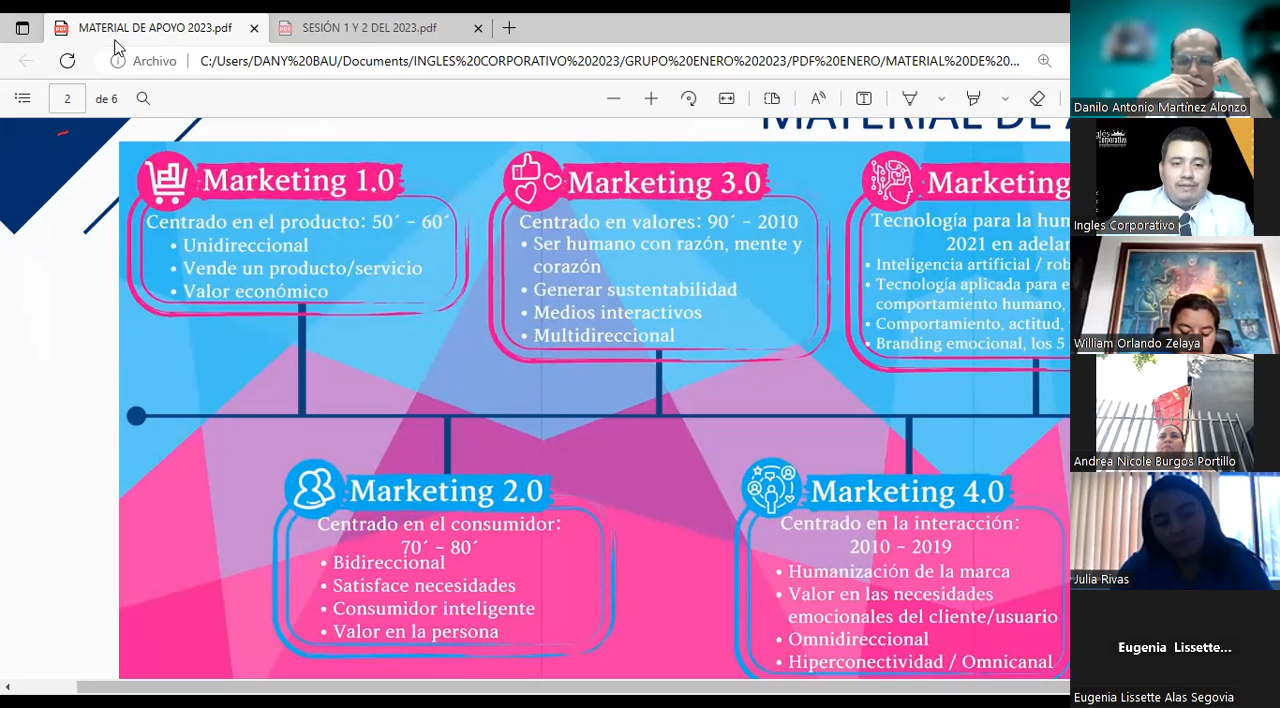 MATERIAL DE APOYO 2023.pdf
SESIÓN 1 Y 2 DEL 2023.pdf
Archivo
C:/Users/DANY%20BAU/Documents/INGLES%20CORPORATIVO%202023/GRUPO%20ENERO%202023/PDF%20ENERO/MATERIAL%20DE%20...
2
de 6
Marketing 1.0
Centrado en el producto: 50´ - 60´
• Unidireccional
• Vende un producto/servicio
• Valor económico
Marketing 3.0
Centrado en valores: 90´ - 2010
• Ser humano con razón, mente y
corazón
• Generar sustentabilidad
• Medios interactivos
• Multidireccional
Marketing
Tecnología para la hum
2021 en adelan
• Inteligencia artificial / rob
• Tecnología aplicada para e
comportamiento humano,
• Comportamiento, actitud,
• Branding emocional, los 5
Marketing 2.0
Centrado en el consumidor:
70´ - 80´
• Bidireccional
• Satisface necesidades
• Consumidor inteligente
• Valor en la persona
Marketing 4.0
Centrado en la interacción:
2010 - 2019
• Humanización de la marca
• Valor en las necesidades
emocionales del cliente/usuario
• Omnidireccional
• Hiperconectividad / Omnicanal
Danilo Antonio Martínez Alonzo
Ingles Corporativo
William Orlando Zelaya
Andrea Nicole Burgos Portillo
Julia Rivas
Eugenia Lissette...
Eugenia Lissette Alas Segovia